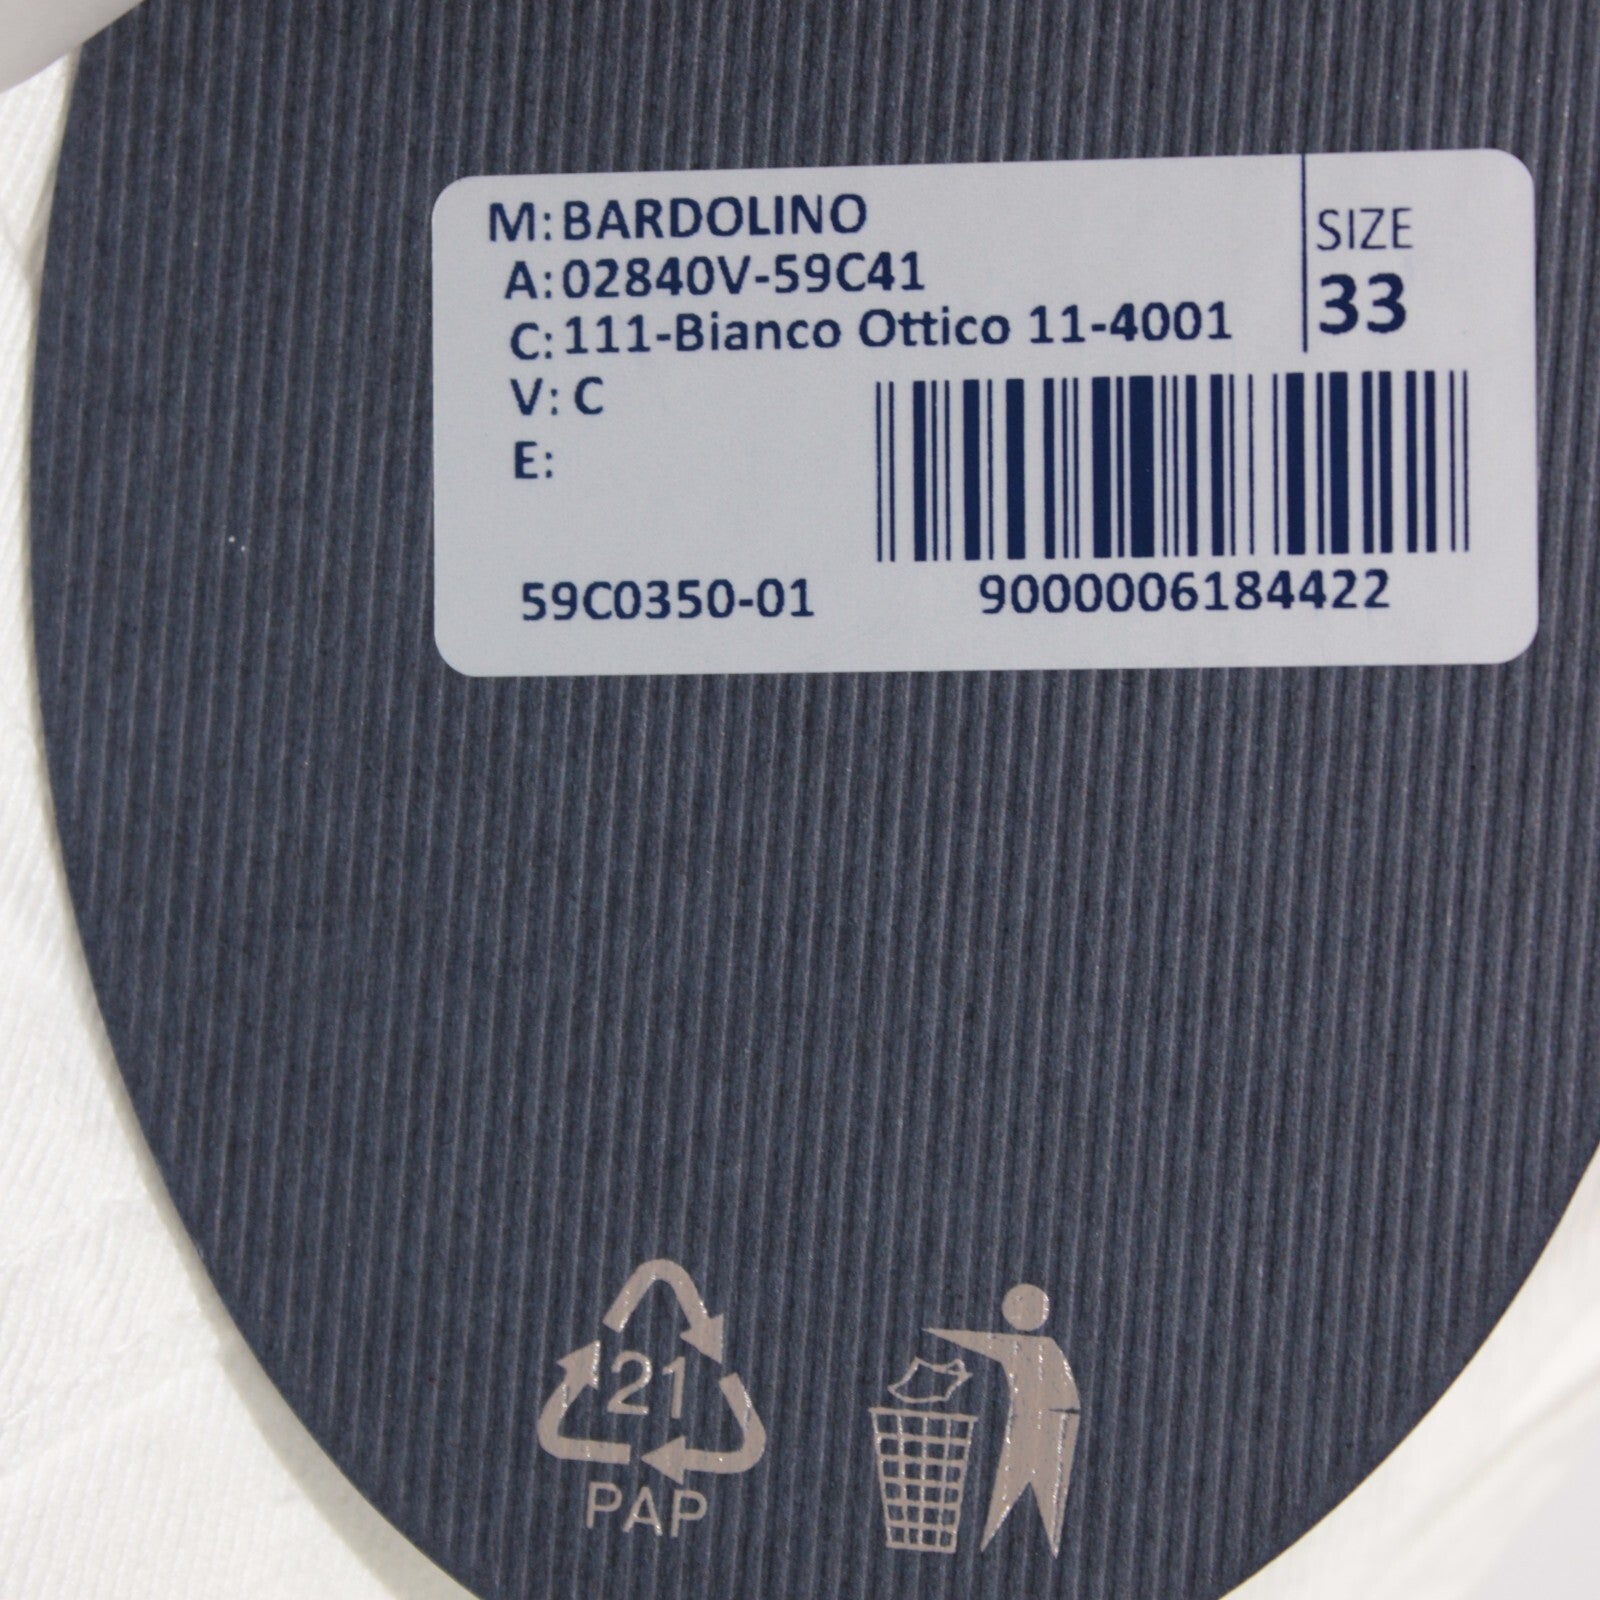 M: BARDOLINO
A: 02840V-59C41
C: 111-Bianco Ottico 11-4001
V: C
E:
SIZE
33
59C0350-01
9000006184422
21
PAP